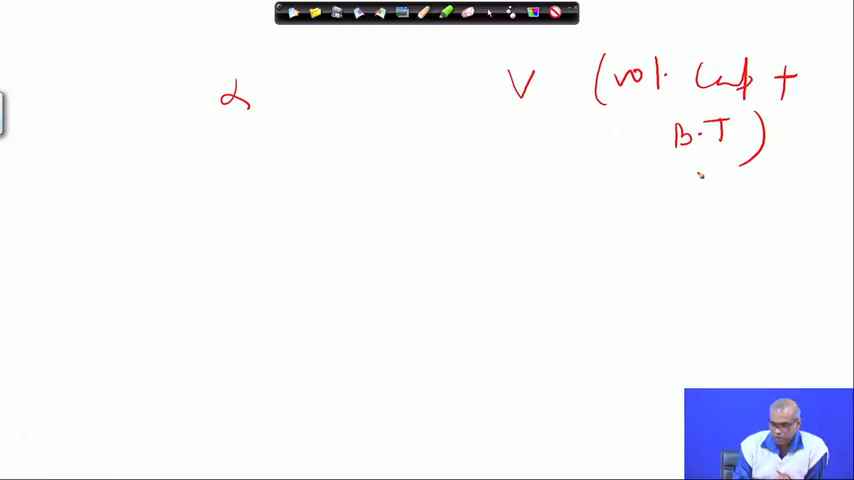 α V (vol. Cap +
B.T)